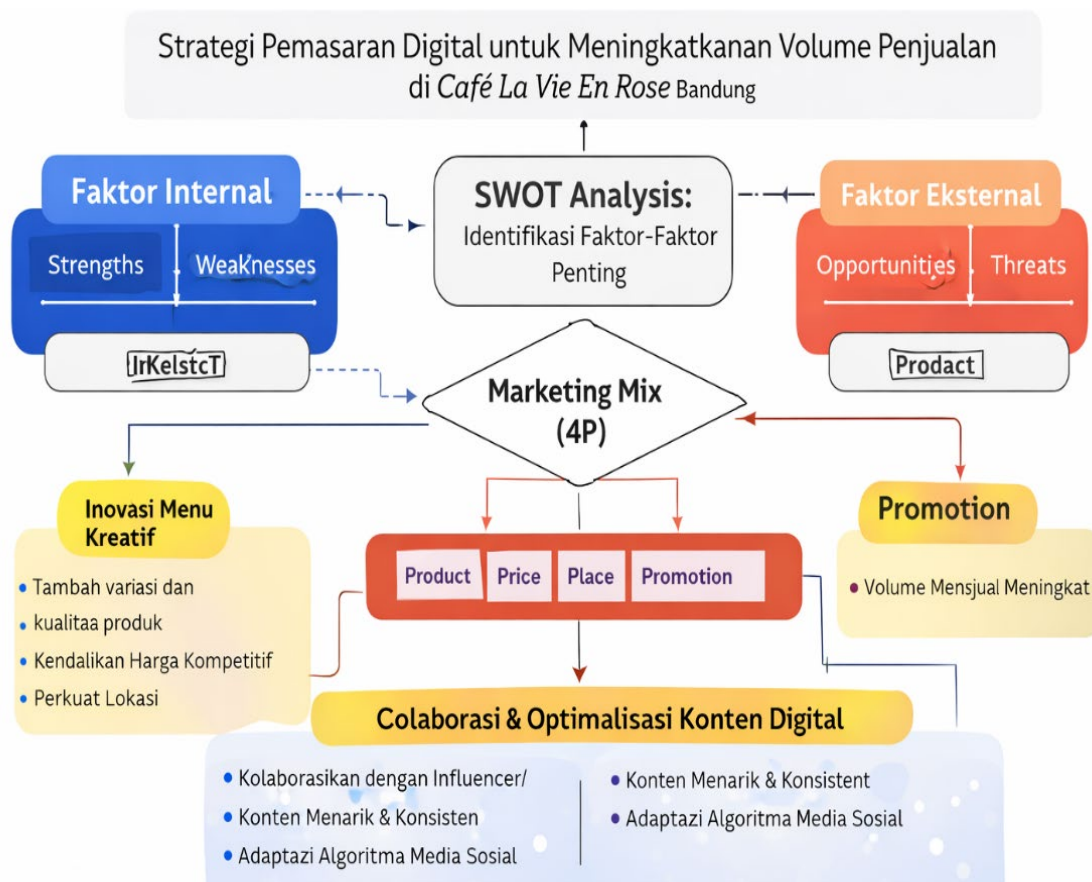 Strategi Pemasaran Digital untuk Meningkatkanan Volume Penjualan
di Café La Vie En Rose Bandung
Faktor Internal
Strengths
Weaknesses
IrKelstcT
SWOT Analysis:
Identifikasi Faktor-Faktor
Penting
Faktor Eksternal
Opportunities
Threats
Prodact
Marketing Mix
(4P)
Inovasi Menu
Kreatif
Tambah variasi dan
kualitaa produk
Kendalikan Harga Kompetitif
Perkuat Lokasi
Product
Price
Place
Promotion
Promotion
Volume Mensjual Meningkat
Colaborasi & Optimalisasi Konten Digital
Kolaborasikan dengan Influencer/
Konten Menarik & Konsisten
Adaptazi Algoritma Media Sosial
Konten Menarik & Konsistent
Adaptazi Algoritma Media Sosial